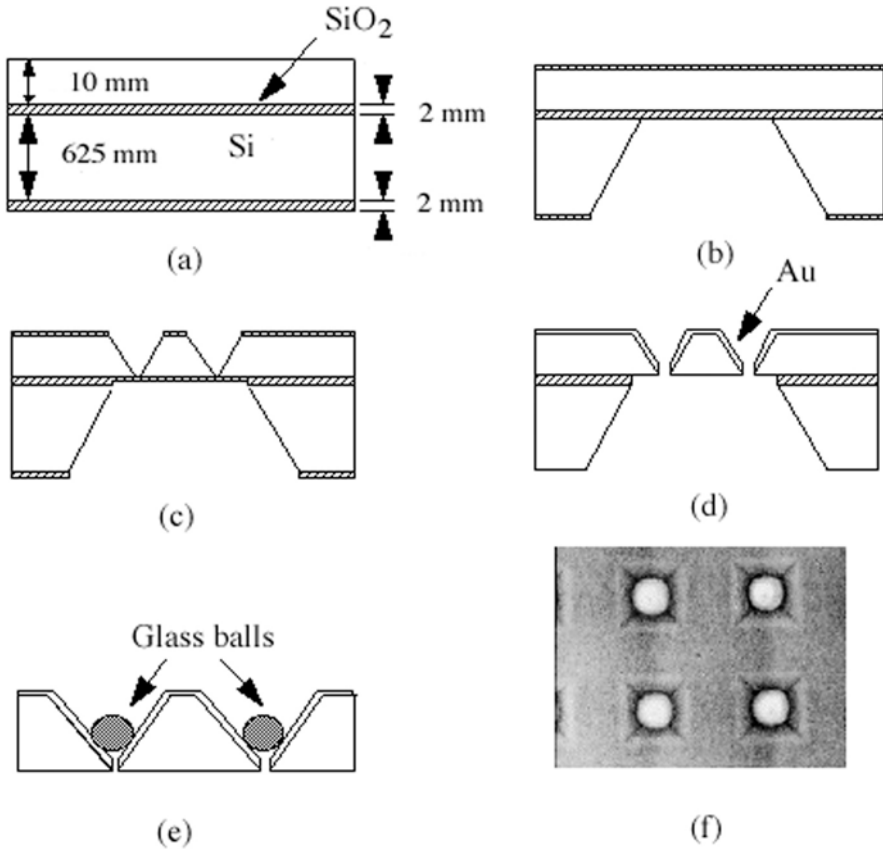 SiO2
10 mm
2 mm
Si
625 mm
2 mm
(a)
(b)
Au
(c)
(d)
Glass balls
(e)
(f)